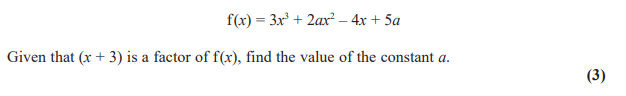 f(x) = 3x³ + 2ax² – 4x + 5a
Given that (x + 3) is a factor of f(x), find the value of the constant a.
(3)